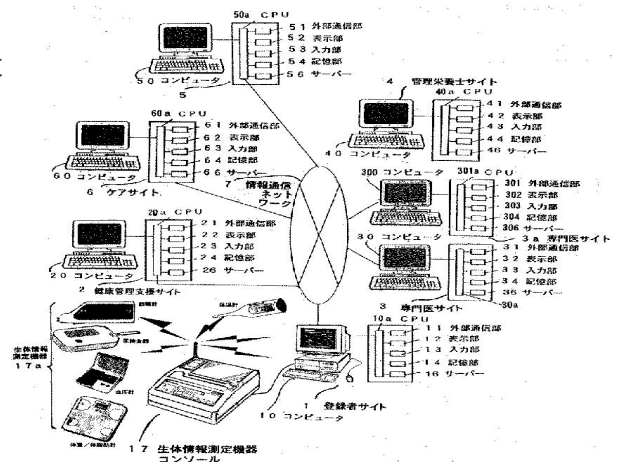 50a CPU
51 外部通信部
52 表示部
53 入力部
54 記憶部
56 サーバー
50 コンピュータ
5
4 管理栄養士サイト
40a CPU
41 外部通信部
42 表示部
43 入力部
44 記憶部
46 サーバー
40 コンピュータ
60a CPU
61 外部通信部
62 表示部
63 入力部
64 記憶部
66 サーバー
60 コンピュータ
6 ケアサイト
7 情報通信
ネット
ワーク
300 コンピュータ
301a CPU
301 外部通信部
302 表示部
303 入力部
304 記憶部
306 サーバー
3a 専門医サイト
20a CPU
21 外部通信部
22 表示部
23 入力部
24 記憶部
26 サーバー
20 コンピュータ
2 健康管理支援サイト
30 コンピュータ
31 外部通信部
32 表示部
33 入力部
34 記憶部
36 サーバー
30a
3 専門医サイト
体温計
生体情報
測定機器
17a
血圧計
体重/体脂肪計
10a CPU
11 外部通信部
12 表示部
13 入力部
14 記憶部
16 サーバー
1 登録者サイト
10 コンピュータ
17 生体情報測定機器
コンソール